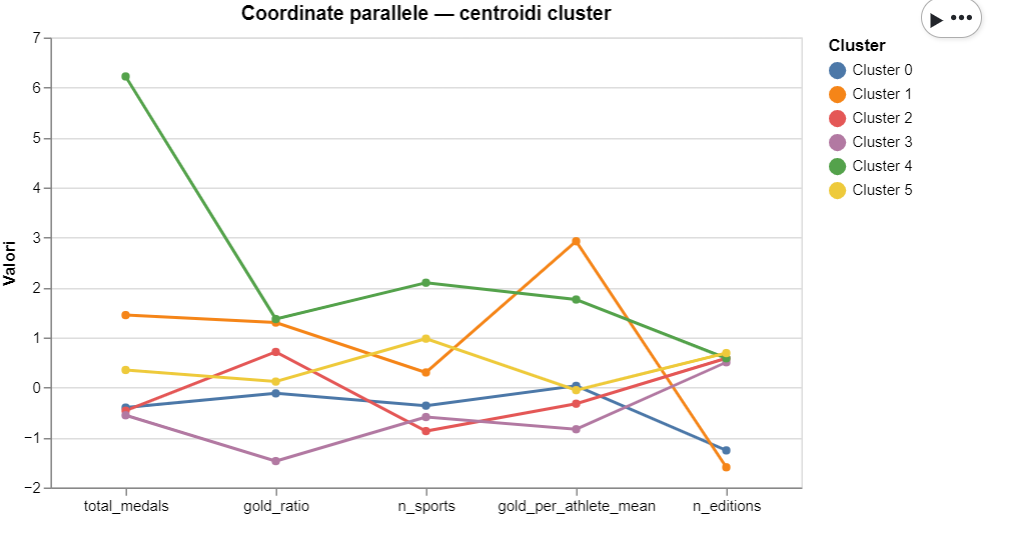 Coordinate parallele — centroidi cluster
Valori
7
6
5
4
3
2
1
0
−1
−2
total_medals gold_ratio n_sports gold_per_athlete_mean n_editions
Cluster
Cluster 0
Cluster 1
Cluster 2
Cluster 3
Cluster 4
Cluster 5